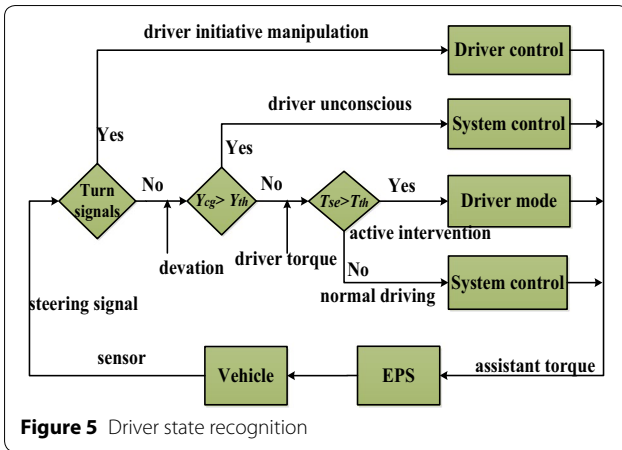 driver initiative manipulation
Driver control
driver unconscious
Yes
System control
Yes
Turn
signals
No
Ycg> Yth
No
Tse>Tth
Yes
Driver mode
active intervention
devation
driver torque
No
normal driving
System control
steering signal
sensor
Vehicle
EPS
assistant torque
Figure 5 Driver state recognition